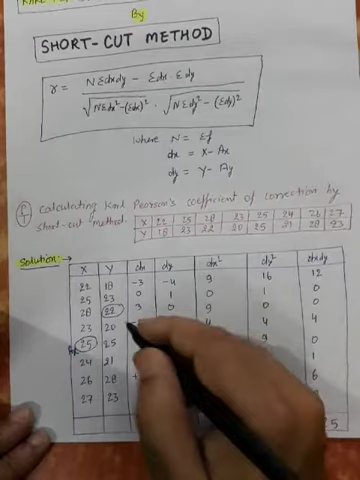 By
SHORT-CUT METHOD
r = NΣdxdy - Σdx·Σdy
√NΣdx²-(Σdx)² · √NΣdy²-(Σdy)²
Where N = Σf
dx = X - Ax
dy = Y - Ay
Calculating Karl Pearson's coefficient of correction by
short-cut method.
X 22 25 28 23 25 24 26 27
Y 18 23 22 20 25 21 28 23
Solution:-
X Y dx dy dx² dy² dxdy
22 18 -3 -4 9 16 12
25 23 0 1 0 1 0
28 22 3 0 9 0 0
23 20 4 4
25 25 0
24 21 1
26 28 + 6
27 23
5